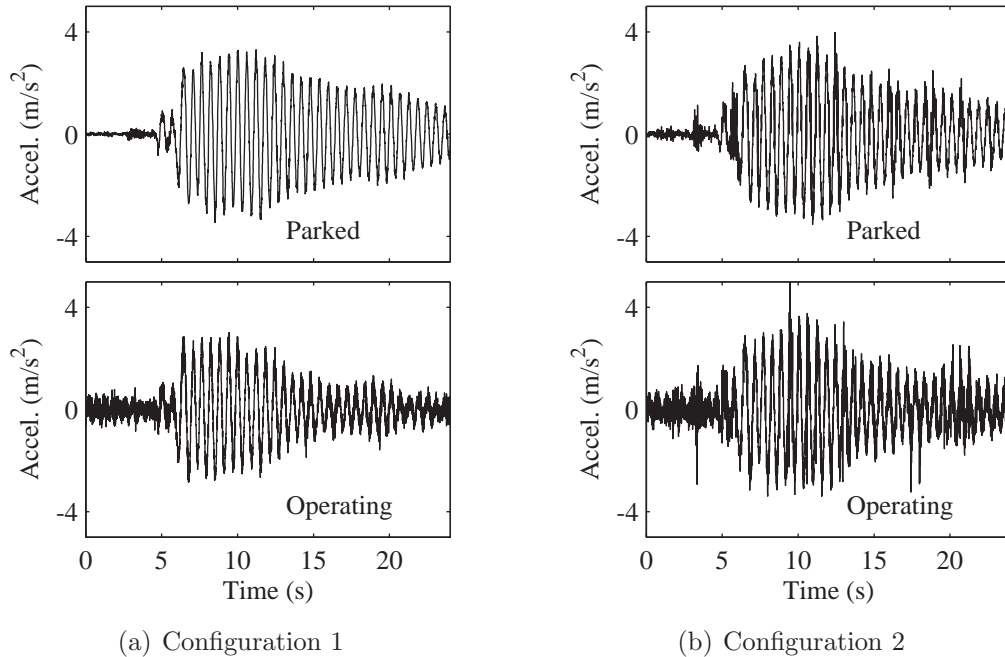 4
0
-4
Accel. (m/s²)
Parked
4
0
-4
Accel. (m/s²)
Operating
0 5 10 15 20
Time (s)
(a) Configuration 1
4
0
-4
Accel. (m/s²)
Parked
4
0
-4
Accel. (m/s²)
Operating
0 5 10 15 20
Time (s)
(b) Configuration 2